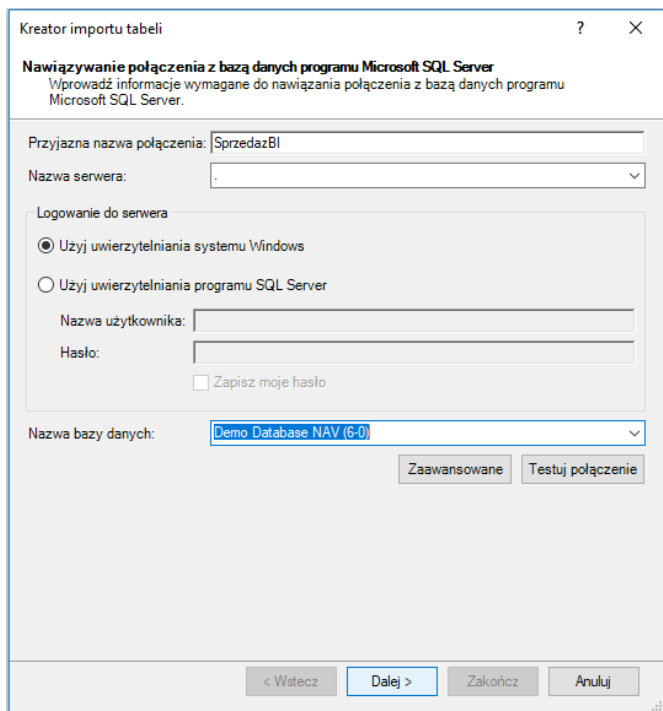 Kreator importu tabeli
Nawiązywanie połączenia z bazą danych programu Microsoft SQL Server
Wprowadź informacje wymagane do nawiązania połączenia z bazą danych programu
Microsoft SQL Server.
Przyjazna nazwa połączenia: SprzedazBI
Nazwa serwera: .
Logowanie do serwera
Użyj uwierzytelniania systemu Windows
Użyj uwierzytelniania programu SQL Server
Nazwa użytkownika:
Hasło:
Zapisz moje hasło
Nazwa bazy danych: Demo Database NAV (6-0)
Zaawansowane Testuj połączenie
< Wstecz Dalej > Zakończ Anuluj